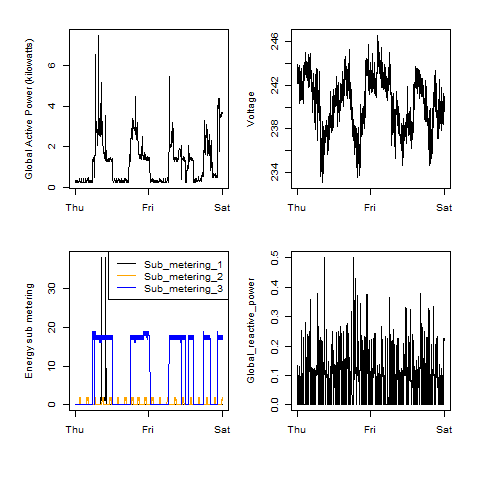 Global Active Power (kilowatts)
0 2 4 6
Thu Fri Sat
Voltage
234 238 242 246
Thu Fri Sat
Energy sub metering
0 10 20 30
Sub_metering_1
Sub_metering_2
Sub_metering_3
Thu Fri Sat
Global_reactive_power
0.0 0.1 0.2 0.3 0.4 0.5
Thu Fri Sat